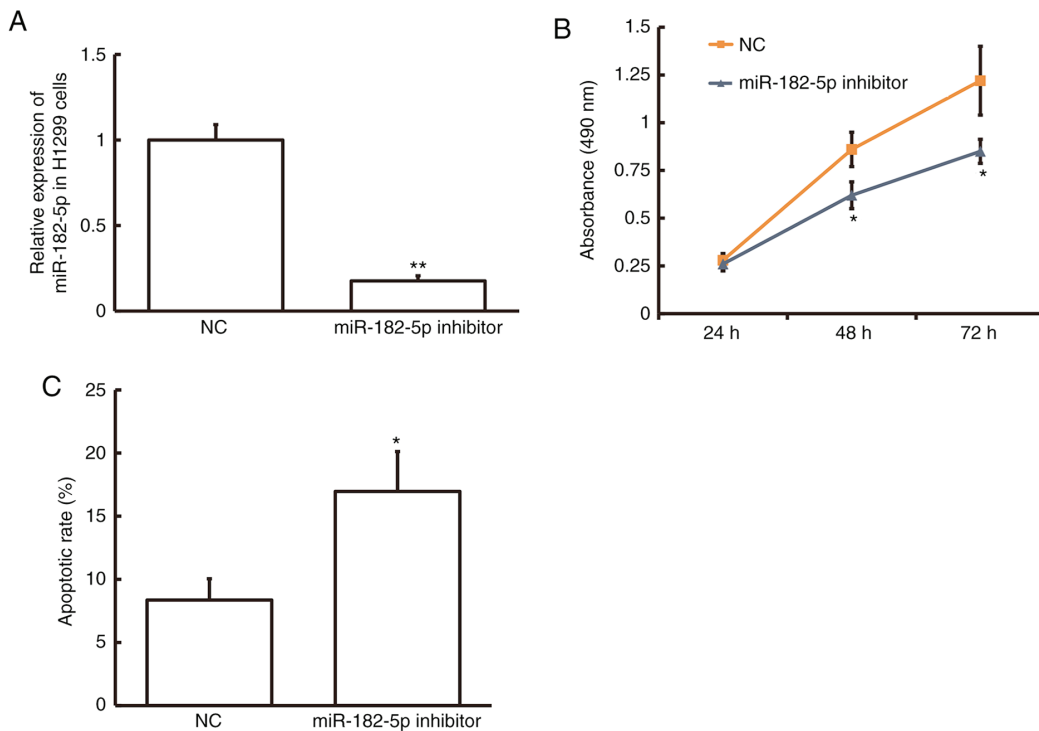 A
Relative expression of
miR-182-5p in H1299 cells
1.5
1
0.5
0
**
NC
miR-182-5p inhibitor
B
Absorbance (490 nm)
1.5
1.25
1
0.75
0.5
0.25
0
NC
miR-182-5p inhibitor
*
*
24 h
48 h
72 h
C
Apoptotic rate (%)
25
20
15
10
5
0
*
NC
miR-182-5p inhibitor